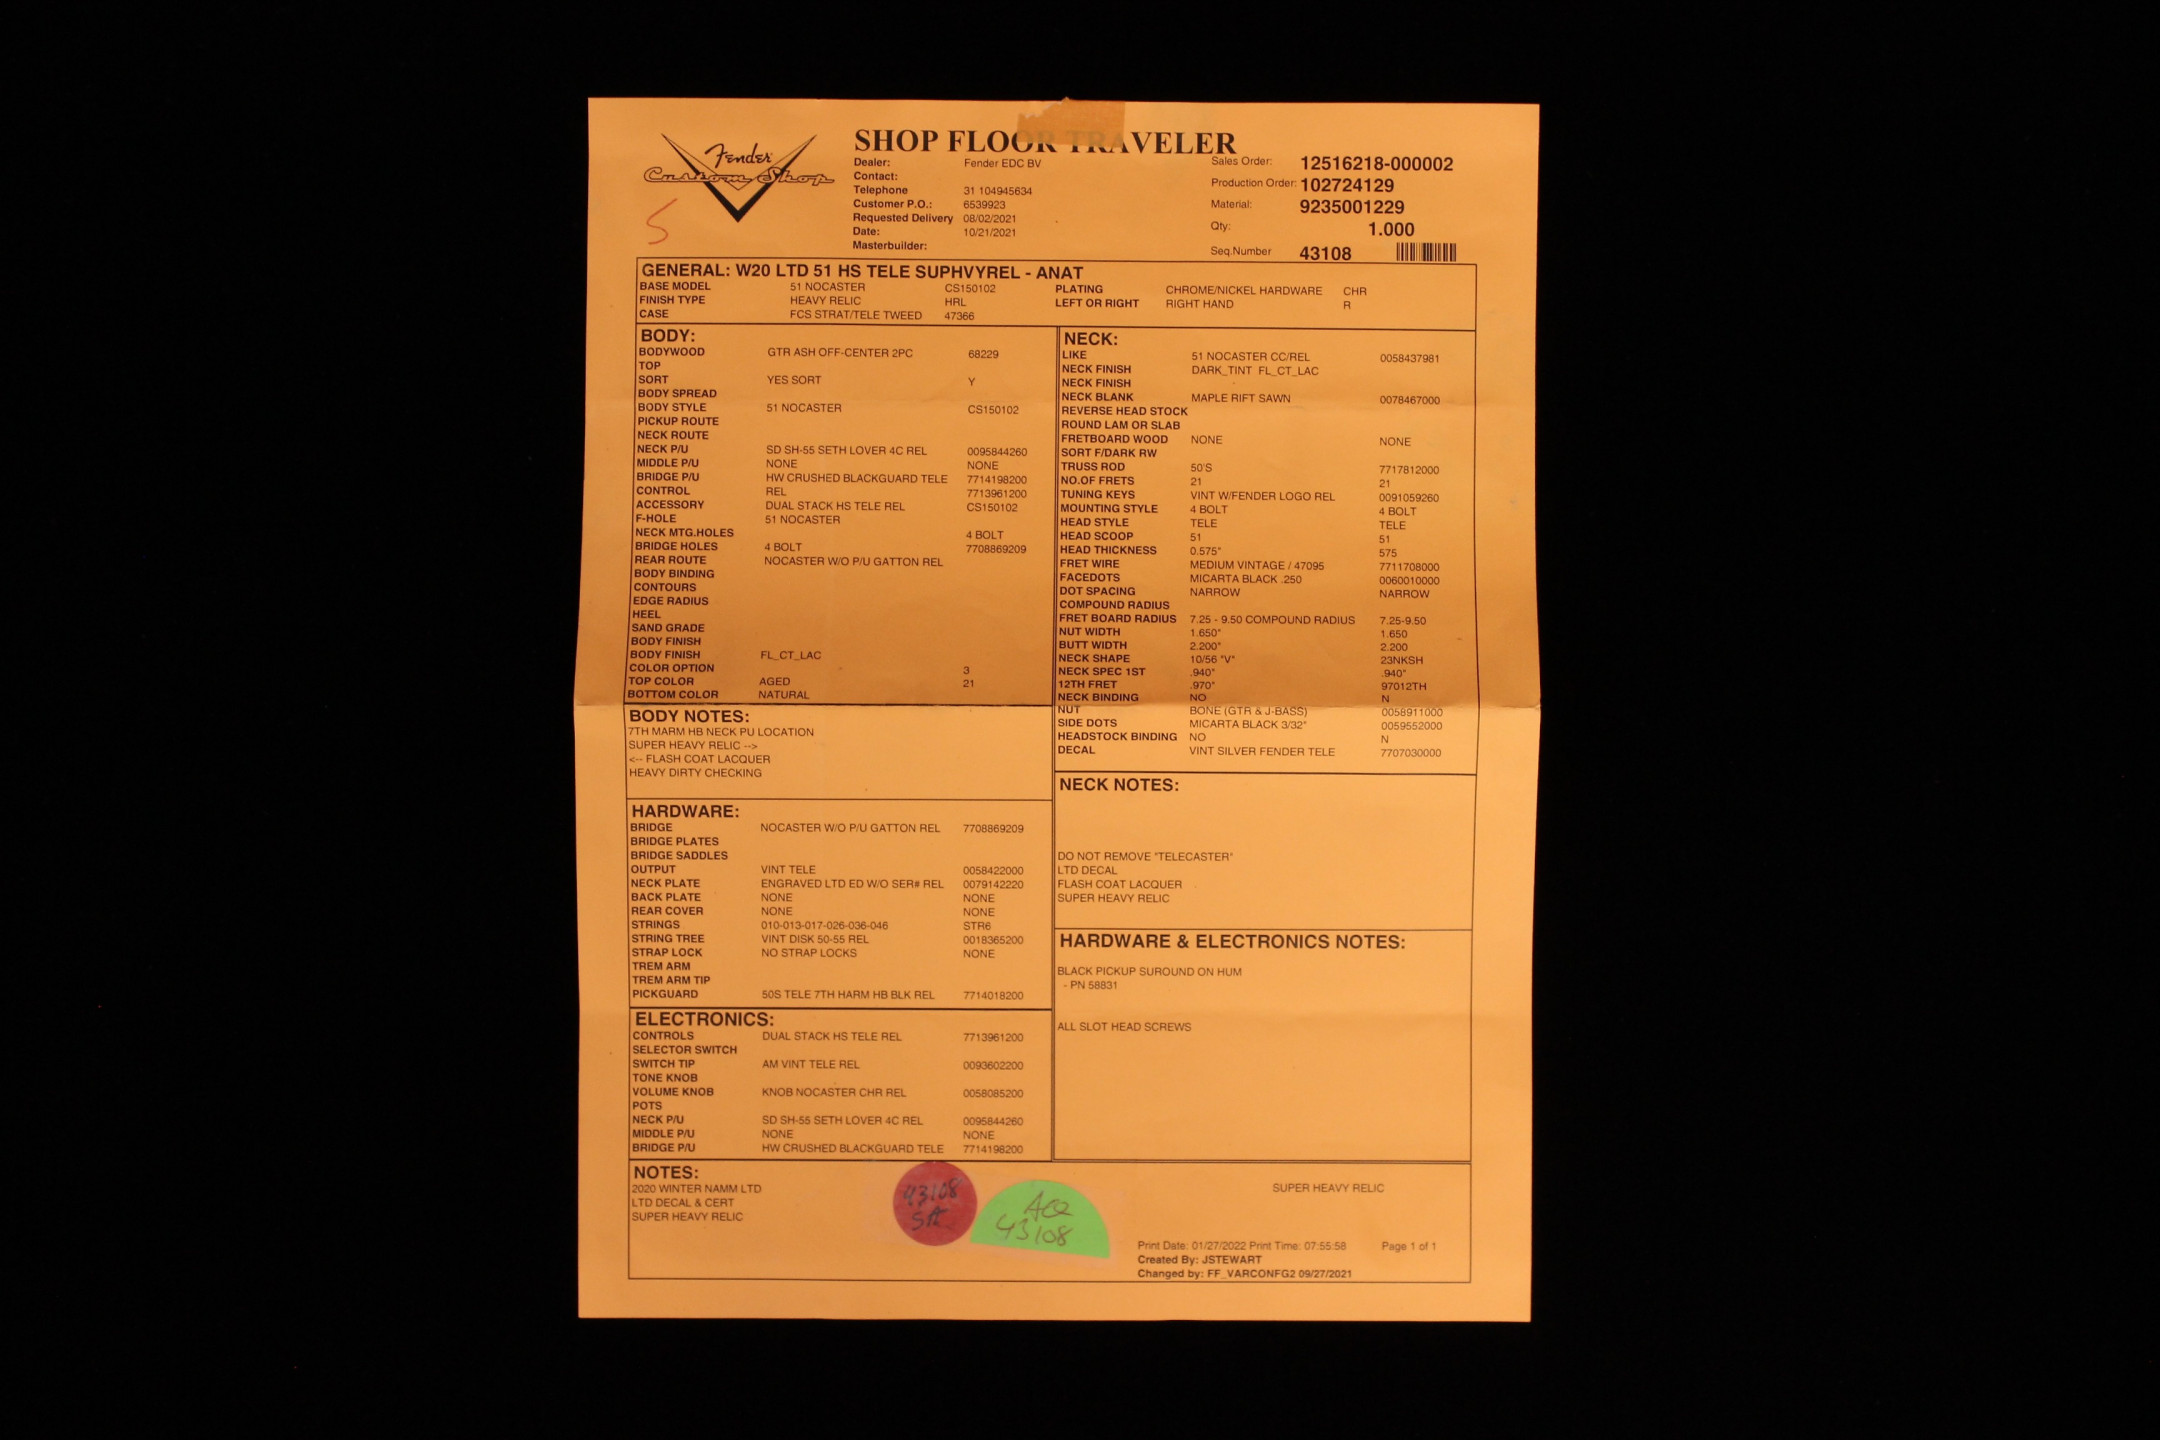 SHOP FLOOR TRAVELER
Fender
Custom Shop
S
Dealer: Fender EDC BV
Contact:
Telephone 31 104945634
Customer P.O.: 6539923
Requested Delivery 08/02/2021
Date: 10/21/2021
Masterbuilder:
Sales Order: 12516218-000002
Production Order: 102724129
Material: 9235001229
Qty: 1.000
Seq.Number 43108
GENERAL: W20 LTD 51 HS TELE SUPHVYREL - ANAT
BASE MODEL 51 NOCASTER CS150102 PLATING CHROME/NICKEL HARDWARE CHR
FINISH TYPE HEAVY RELIC HRL LEFT OR RIGHT RIGHT HAND R
CASE FCS STRAT/TELE TWEED 47366
BODY:
BODYWOOD GTR ASH OFF-CENTER 2PC 68229
TOP
SORT YES SORT Y
BODY SPREAD
BODY STYLE 51 NOCASTER CS150102
PICKUP ROUTE
NECK ROUTE
NECK P/U SD SH-55 SETH LOVER 4C REL 0095844260
MIDDLE P/U NONE NONE
BRIDGE P/U HW CRUSHED BLACKGUARD TELE 7714198200
CONTROL REL 7713961200
ACCESSORY DUAL STACK HS TELE REL CS150102
F-HOLE 51 NOCASTER
NECK MTG.HOLES 4 BOLT
BRIDGE HOLES 4 BOLT 7708869209
REAR ROUTE NOCASTER W/O P/U GATTON REL
BODY BINDING
CONTOURS
EDGE RADIUS
HEEL
SAND GRADE
BODY FINISH
BODY FINISH FL_CT_LAC
COLOR OPTION 3
TOP COLOR AGED 21
BOTTOM COLOR NATURAL
BODY NOTES:
7TH MARM HB NECK PU LOCATION
SUPER HEAVY RELIC -->
<-- FLASH COAT LACQUER
HEAVY DIRTY CHECKING
HARDWARE:
BRIDGE NOCASTER W/O P/U GATTON REL 7708869209
BRIDGE PLATES
BRIDGE SADDLES
OUTPUT VINT TELE 0058422000
NECK PLATE ENGRAVED LTD ED W/O SER# REL 0079142220
BACK PLATE NONE NONE
REAR COVER NONE NONE
STRINGS 010-013-017-026-036-046 STR6
STRING TREE VINT DISK 50-55 REL 0018365200
STRAP LOCK NO STRAP LOCKS NONE
TREM ARM
TREM ARM TIP
PICKGUARD 50S TELE 7TH HARM HB BLK REL 7714018200
ELECTRONICS:
CONTROLS DUAL STACK HS TELE REL 7713961200
SELECTOR SWITCH
SWITCH TIP AM VINT TELE REL 0093602200
TONE KNOB
VOLUME KNOB KNOB NOCASTER CHR REL 0058085200
POTS
NECK P/U SD SH-55 SETH LOVER 4C REL 0095844260
MIDDLE P/U NONE NONE
BRIDGE P/U HW CRUSHED BLACKGUARD TELE 7714198200
NECK:
LIKE 51 NOCASTER CC/REL 0058437981
NECK FINISH DARK_TINT FL_CT_LAC
NECK FINISH
NECK BLANK MAPLE RIFT SAWN 0078467000
REVERSE HEAD STOCK
ROUND LAM OR SLAB
FRETBOARD WOOD NONE NONE
SORT F/DARK RW
TRUSS ROD 50'S 7717812000
NO.OF FRETS 21 21
TUNING KEYS VINT W/FENDER LOGO REL 0091059260
MOUNTING STYLE 4 BOLT 4 BOLT
HEAD STYLE TELE TELE
HEAD SCOOP 51 51
HEAD THICKNESS 0.575" 575
FRET WIRE MEDIUM VINTAGE / 47095 7711708000
FACEDOTS MICARTA BLACK .250 0060010000
DOT SPACING NARROW NARROW
COMPOUND RADIUS
FRET BOARD RADIUS 7.25 - 9.50 COMPOUND RADIUS 7.25-9.50
NUT WIDTH 1.650" 1.650
BUTT WIDTH 2.200" 2.200
NECK SHAPE 10/56 "V" 23NKSH
NECK SPEC 1ST .940" .940"
12TH FRET .970" 97012TH
NECK BINDING NO N
NUT BONE (GTR & J-BASS) 0058911000
SIDE DOTS MICARTA BLACK 3/32" 0059552000
HEADSTOCK BINDING NO N
DECAL VINT SILVER FENDER TELE 7707030000
NECK NOTES:
DO NOT REMOVE "TELECASTER"
LTD DECAL
FLASH COAT LACQUER
SUPER HEAVY RELIC
HARDWARE & ELECTRONICS NOTES:
BLACK PICKUP SUROUND ON HUM
- PN 58831
ALL SLOT HEAD SCREWS
NOTES:
2020 WINTER NAMM LTD
LTD DECAL & CERT
SUPER HEAVY RELIC
43108
SA
Ace
43108
SUPER HEAVY RELIC
Print Date: 01/27/2022 Print Time: 07:55:58 Page 1 of 1
Created By: JSTEWART
Changed by: FF_VARCONFG2 09/27/2021